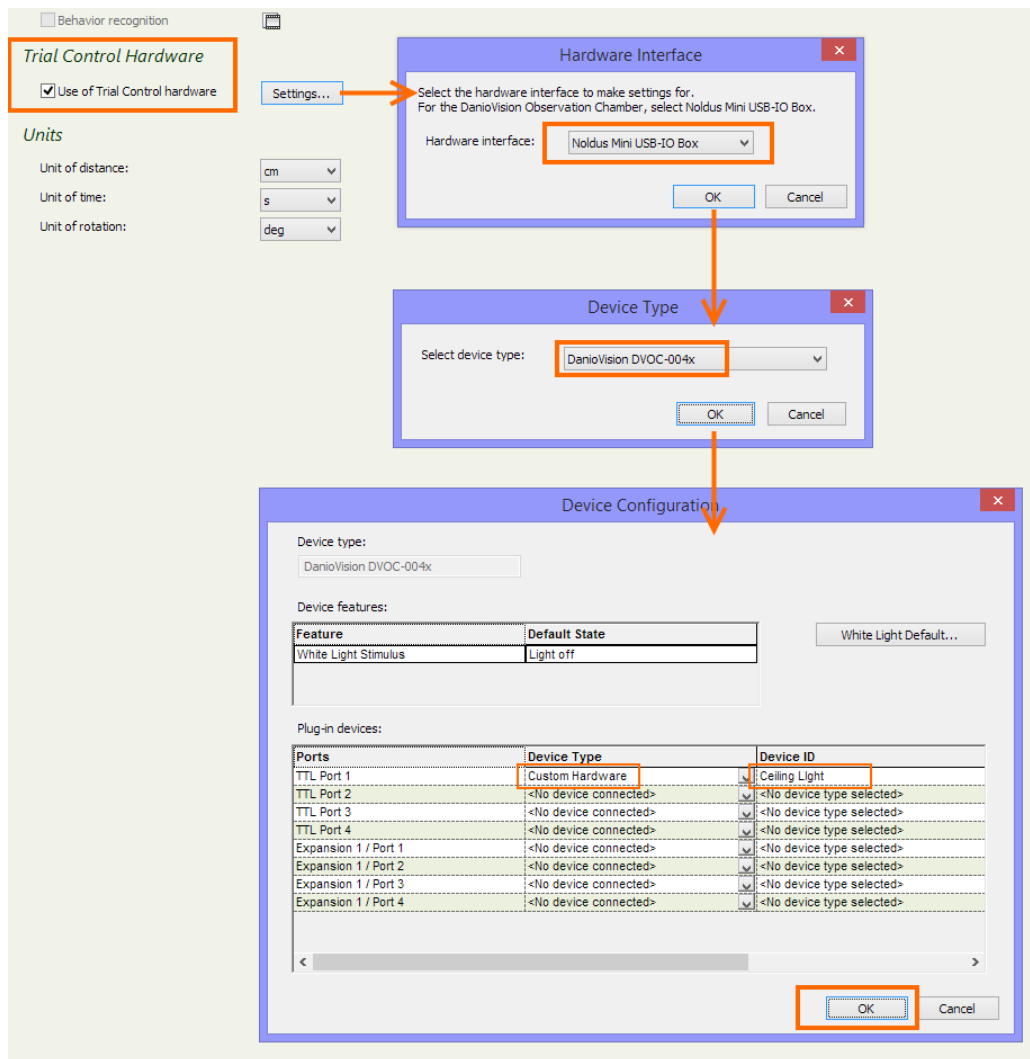 Behavior recognition
Trial Control Hardware
Use of Trial Control hardware
Settings...
Units
Unit of distance: cm
Unit of time: s
Unit of rotation: deg
Hardware Interface
Select the hardware interface to make settings for.
For the DanioVision Observation Chamber, select Noldus Mini USB-IO Box.
Hardware interface: Noldus Mini USB-IO Box
OK Cancel
Device Type
Select device type: DanioVision DVOC-004x
OK Cancel
Device Configuration
Device type:
DanioVision DVOC-004x
Device features:
Feature Default State
White Light Stimulus Light off
White Light Default...
Plug-in devices:
Ports Device Type Device ID
TTL Port 1 Custom Hardware Ceiling LIght
TTL Port 2 <No device connected> <No device type selected>
TTL Port 3 <No device connected> <No device type selected>
TTL Port 4 <No device connected> <No device type selected>
Expansion 1 / Port 1 <No device connected> <No device type selected>
Expansion 1 / Port 2 <No device connected> <No device type selected>
Expansion 1 / Port 3 <No device connected> <No device type selected>
Expansion 1 / Port 4 <No device connected> <No device type selected>
OK Cancel